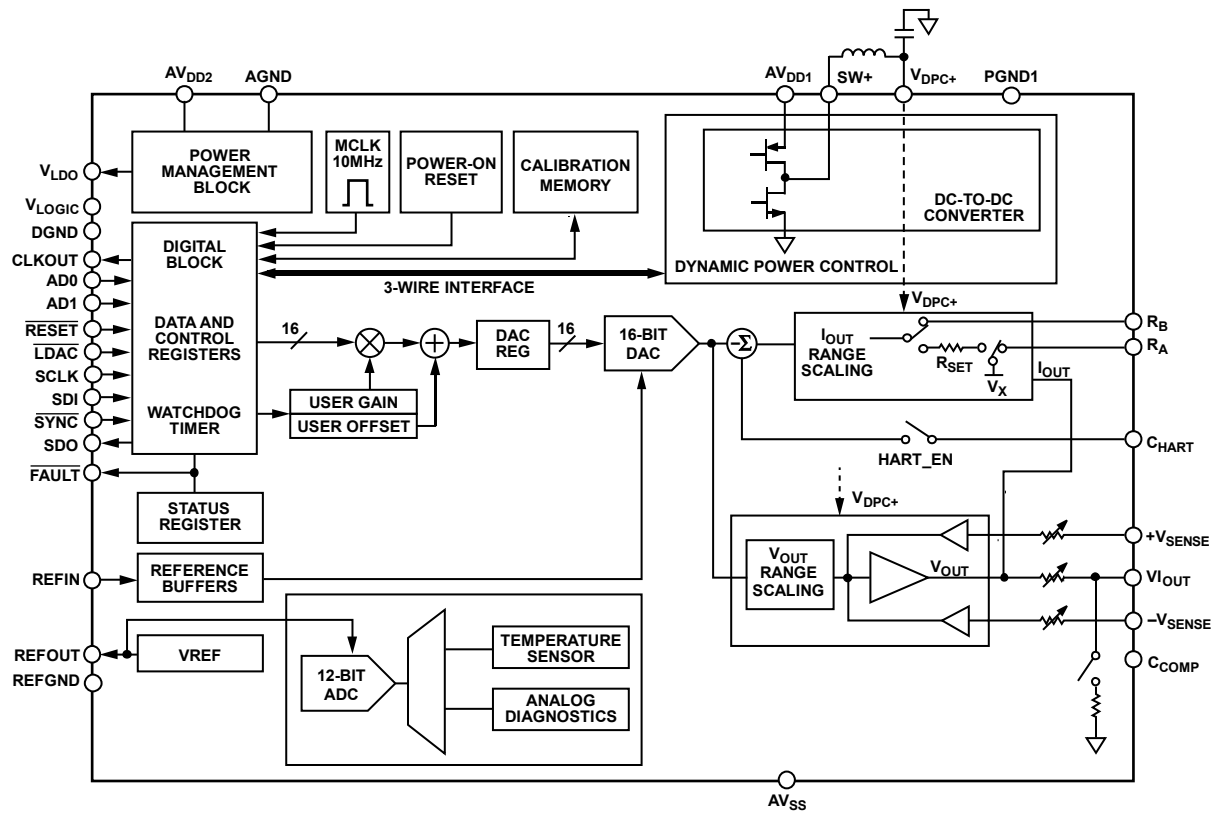 AVDD2
AGND
AVDD1
SW+
VDPC+
PGND1
POWER
MANAGEMENT
BLOCK
MCLK
10MHz
POWER-ON
RESET
CALIBRATION
MEMORY
DC-TO-DC
CONVERTER
DYNAMIC POWER CONTROL
VLDO
VLOGIC
DGND
CLKOUT
AD0
AD1
RESET
LDAC
SCLK
SDI
SYNC
SDO
FAULT
DIGITAL
BLOCK
DATA AND
CONTROL
REGISTERS
WATCHDOG
TIMER
3-WIRE INTERFACE
16
USER GAIN
USER OFFSET
DAC
REG
16
16-BIT
DAC
–Σ
VDPC+
IOUT
RANGE
SCALING
RSET
VX
IOUT
RB
RA
HART_EN
CHART
STATUS
REGISTER
REFIN
REFERENCE
BUFFERS
VDPC+
VOUT
RANGE
SCALING
VOUT
+VSENSE
VIOUT
–VSENSE
CCOMP
REFOUT
REFGND
VREF
12-BIT
ADC
TEMPERATURE
SENSOR
ANALOG
DIAGNOSTICS
AVSS